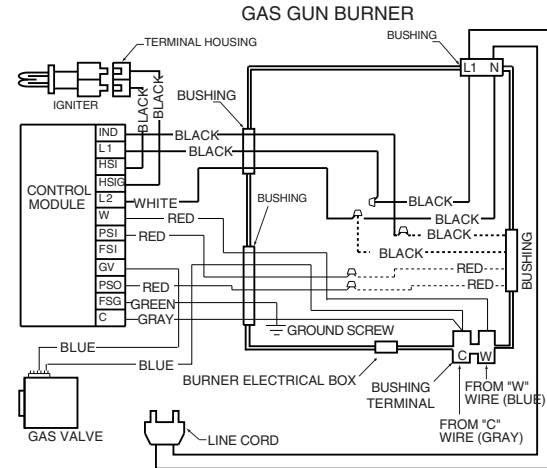 GAS GUN BURNER
TERMINAL HOUSING
BUSHING
L1 N
IGNITER
BLACK
BLACK
BUSHING
CONTROL
MODULE
IND
L1
HSI
HSIG
L2
W
PSI
FSI
GV
PSO
FSG
C
BLACK
BLACK
WHITE
RED
RED
RED
GREEN
GRAY
BUSHING
BLACK
BLACK
BLACK
BLACK
RED
RED
BUSHING
GROUND SCREW
BLUE
BLUE
BURNER ELECTRICAL BOX
BUSHING
TERMINAL
C W
FROM "W"
WIRE (BLUE)
FROM "C"
WIRE (GRAY)
GAS VALVE
LINE CORD